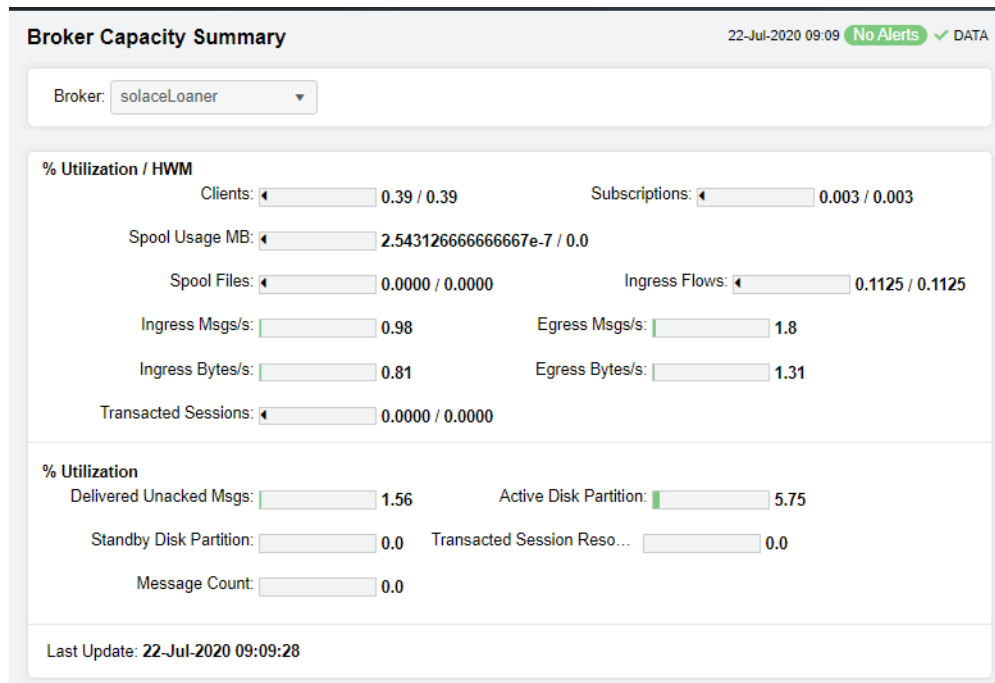 Broker Capacity Summary 22-Jul-2020 09:09 No Alerts DATA
Broker: solaceLoaner
% Utilization / HWM
Clients: 0.39 / 0.39 Subscriptions: 0.003 / 0.003
Spool Usage MB: 2.543126666666667e-7 / 0.0
Spool Files: 0.0000 / 0.0000 Ingress Flows: 0.1125 / 0.1125
Ingress Msgs/s: 0.98 Egress Msgs/s: 1.8
Ingress Bytes/s: 0.81 Egress Bytes/s: 1.31
Transacted Sessions: 0.0000 / 0.0000
% Utilization
Delivered Unacked Msgs: 1.56 Active Disk Partition: 5.75
Standby Disk Partition: 0.0 Transacted Session Reso... 0.0
Message Count: 0.0
Last Update: 22-Jul-2020 09:09:28